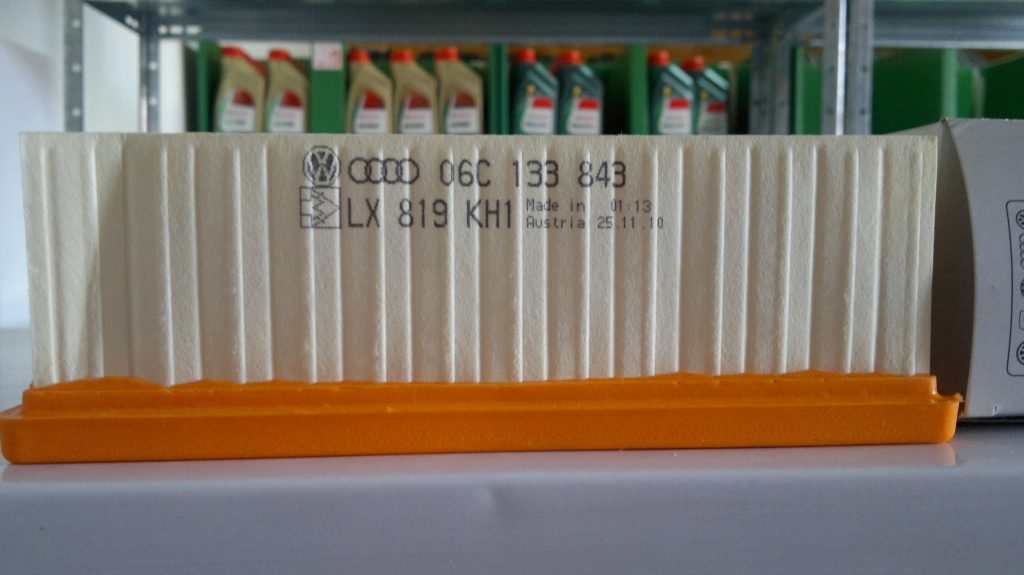 06C 133 843
LX 819 KH1
Made in 01:13
Austria 25.11.10